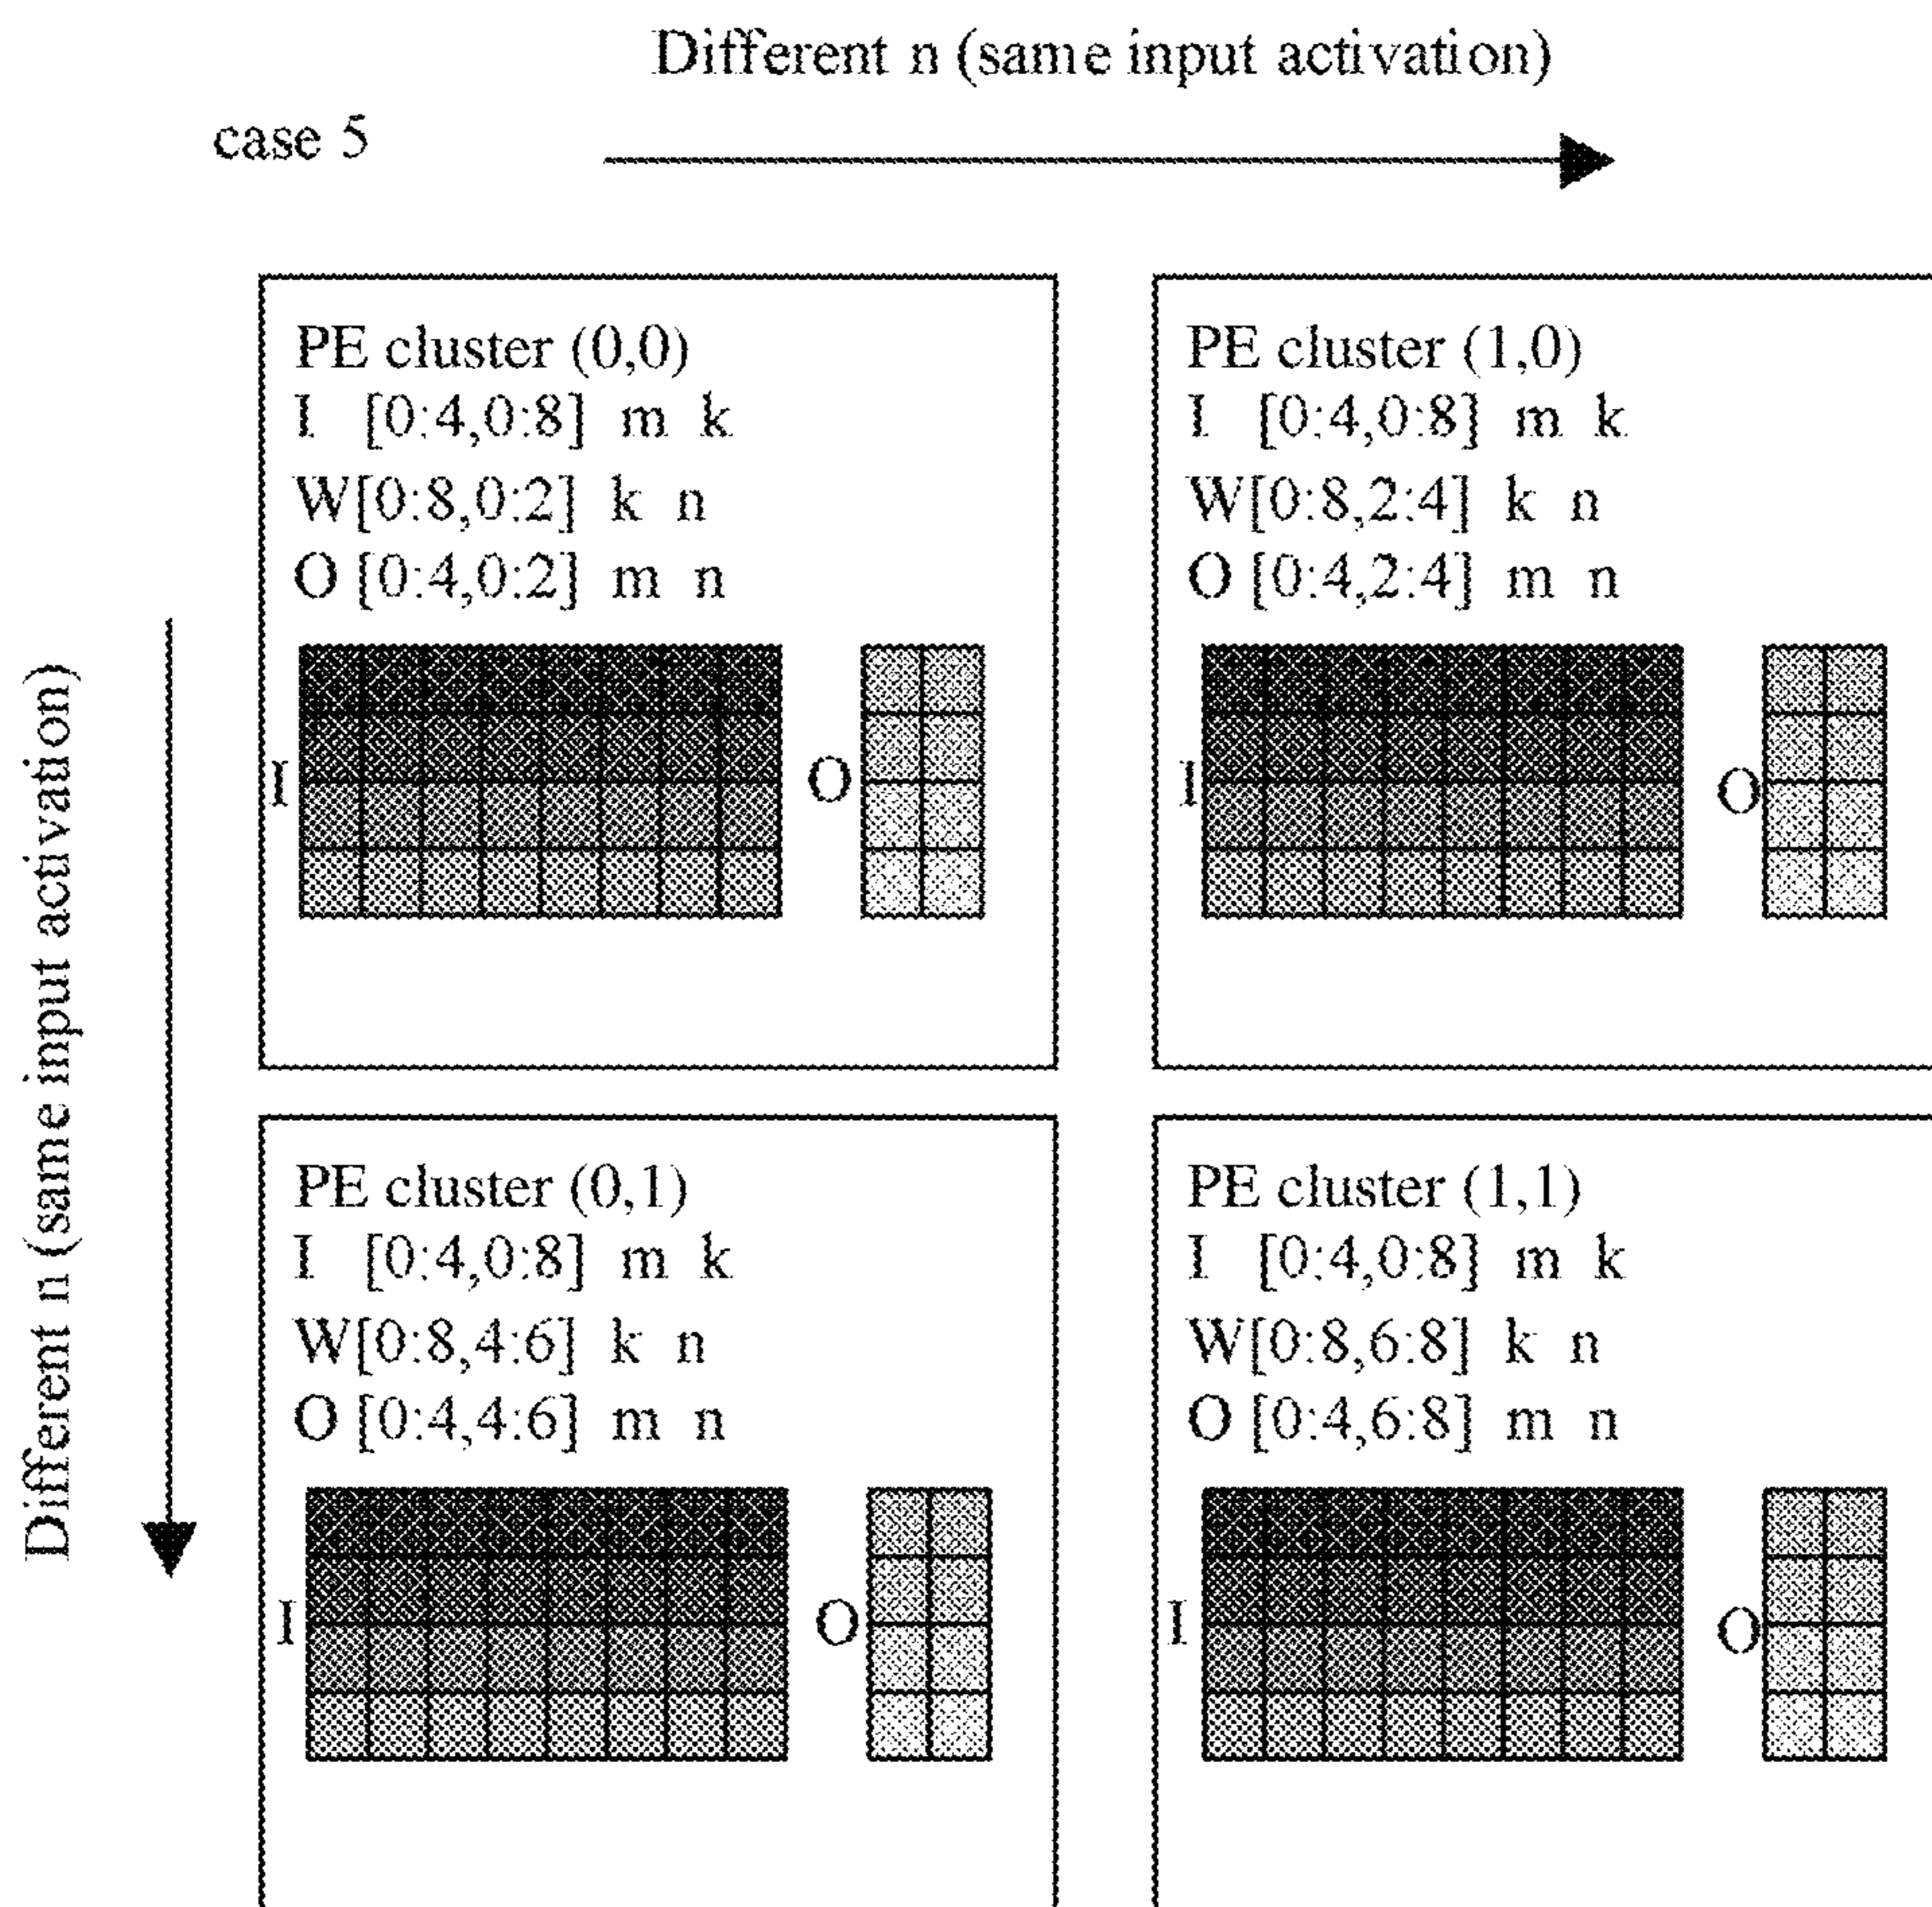 Different n (same input activation)
case 5
Different n (same input activation)
PE cluster (0,0)
I [0:4,0:8] m k
W[0:8,0:2] k n
O [0:4,0:2] m n
I
O
PE cluster (1,0)
I [0:4,0:8] m k
W[0:8,2:4] k n
O [0:4,2:4] m n
I
O
PE cluster (0,1)
I [0:4,0:8] m k
W[0:8,4:6] k n
O [0:4,4:6] m n
I
O
PE cluster (1,1)
I [0:4,0:8] m k
W[0:8,6:8] k n
O [0:4,6:8] m n
I
O